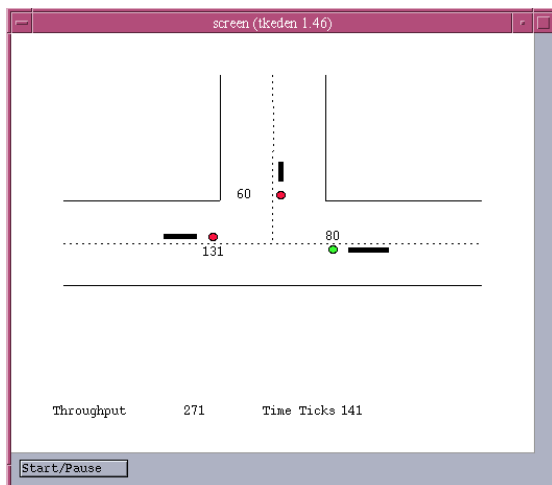 screen (tkeden 1.46)
60
80
131
Throughput 271 Time Ticks 141
Start/Pause